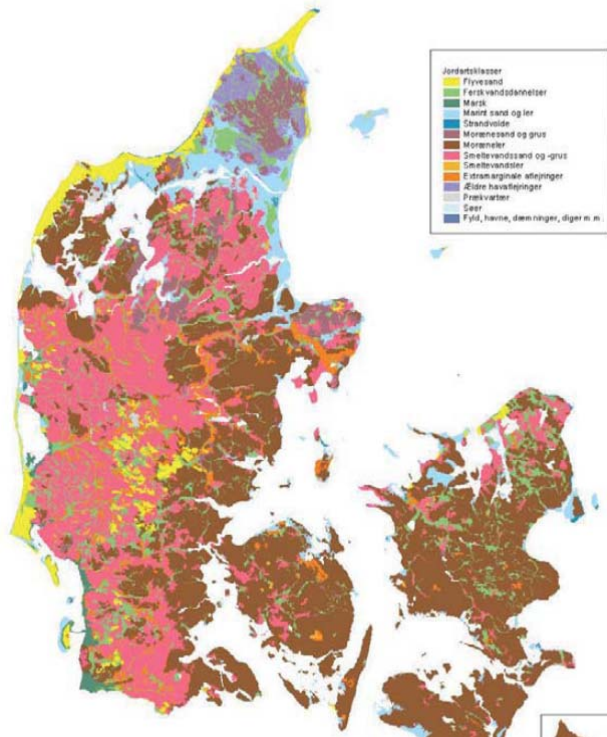 Jordartsklasser
Flyvesand
Ferskvandsdannelser
Marsk
Marint sand og ler
Strandvolde
Morænesand og grus
Moræneler
Smeltevandssand og -grus
Smeltevandsler
Extramarginale aflejringer
Ældre havaflejringer
Prækvartær
Søer
Fyld, havne, dæmninger, diger m.m.